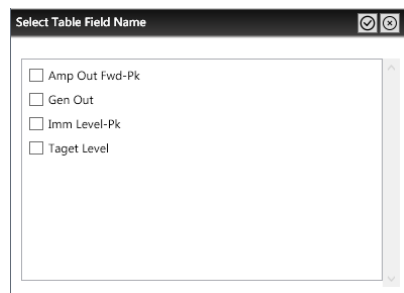 Select Table Field Name
Amp Out Fwd-Pk
Gen Out
Imm Level-Pk
Taget Level